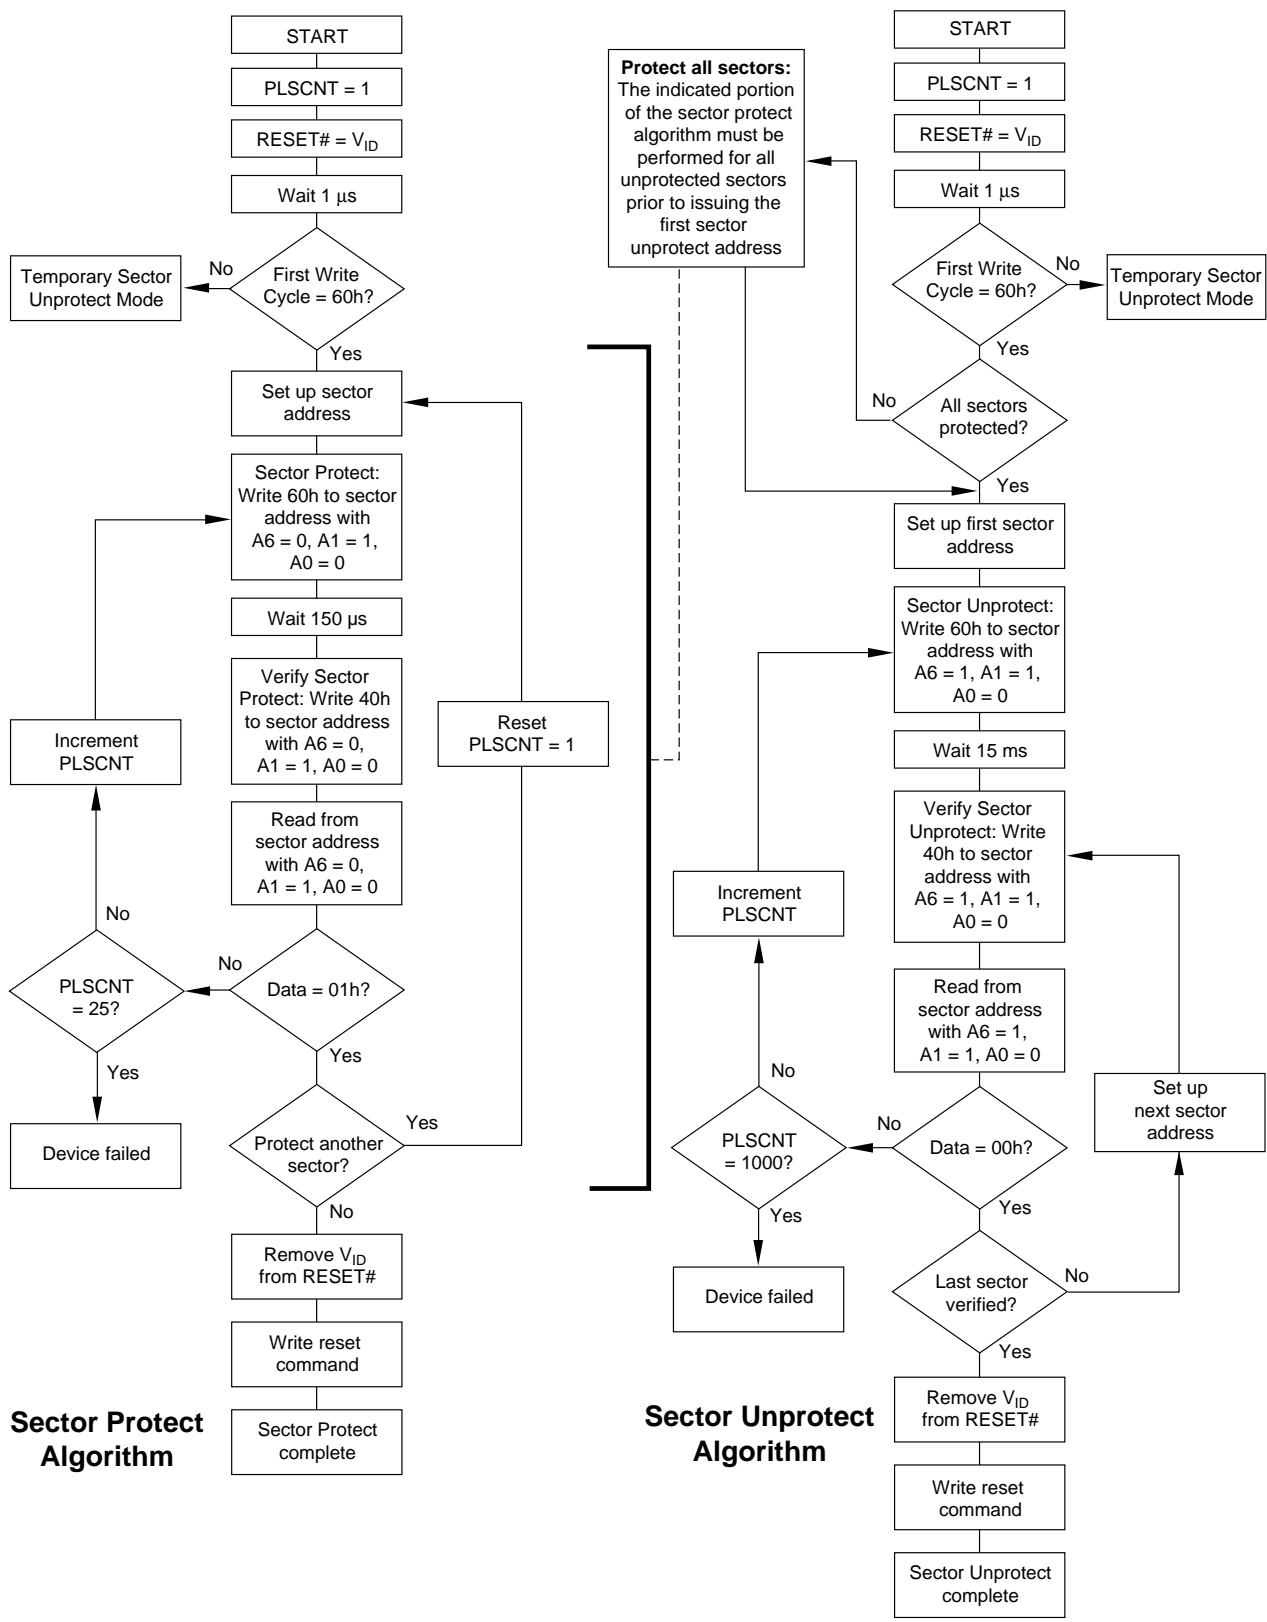 START
PLSCNT = 1
RESET# = VID
Wait 1 μs
First Write
Cycle = 60h?
No
Temporary Sector
Unprotect Mode
Yes
Set up sector
address
Sector Protect:
Write 60h to sector
address with
A6 = 0, A1 = 1,
A0 = 0
Wait 150 µs
Verify Sector
Protect: Write 40h
to sector address
with A6 = 0,
A1 = 1, A0 = 0
Read from
sector address
with A6 = 0,
A1 = 1, A0 = 0
Data = 01h?
No
PLSCNT
= 25?
No
Increment
PLSCNT
Yes
Device failed
Yes
Protect another
sector?
Yes
Reset
PLSCNT = 1
No
Remove VID
from RESET#
Write reset
command
Sector Protect
complete
Sector Protect
Algorithm
Protect all sectors:
The indicated portion
of the sector protect
algorithm must be
performed for all
unprotected sectors
prior to issuing the
first sector
unprotect address
START
PLSCNT = 1
RESET# = VID
Wait 1 μs
First Write
Cycle = 60h?
No
Temporary Sector
Unprotect Mode
Yes
All sectors
protected?
No
Yes
Set up first sector
address
Sector Unprotect:
Write 60h to sector
address with
A6 = 1, A1 = 1,
A0 = 0
Wait 15 ms
Verify Sector
Unprotect: Write
40h to sector
address with
A6 = 1, A1 = 1,
A0 = 0
Read from
sector address
with A6 = 1,
A1 = 1, A0 = 0
Data = 00h?
No
PLSCNT
= 1000?
No
Increment
PLSCNT
Yes
Device failed
Yes
Last sector
verified?
No
Set up
next sector
address
Yes
Remove VID
from RESET#
Write reset
command
Sector Unprotect
complete
Sector Unprotect
Algorithm